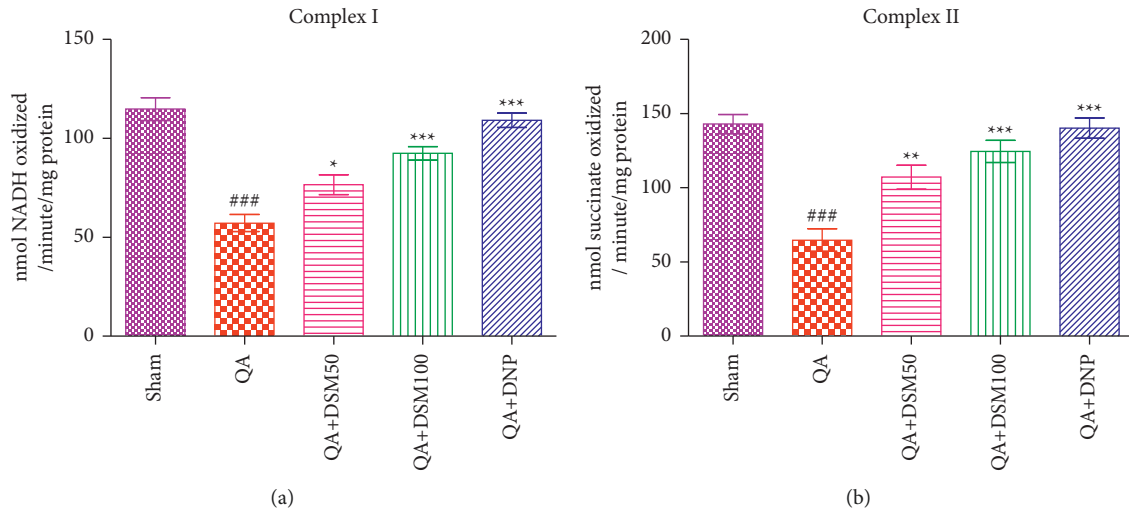 Complex I
nmol NADH oxidized
/minute/mg protein
150
100
50
0
###
*
***
***
Sham
QA
QA+DSM50
QA+DSM100
QA+DNP
(a)
Complex II
nmol succinate oxidized
/ minute/mg protein
200
150
100
50
0
###
**
***
***
Sham
QA
QA+DSM50
QA+DSM100
QA+DNP
(b)